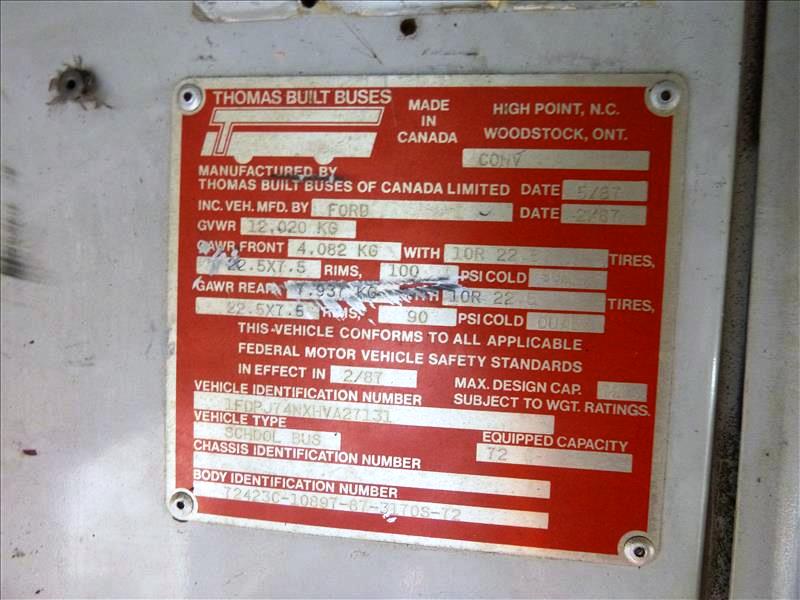 THOMAS BUILT BUSES
MADE IN CANADA
HIGH POINT, N.C.
WOODSTOCK, ONT.
CONV
MANUFACTURED BY
THOMAS BUILT BUSES OF CANADA LIMITED DATE 5/87
INC. VEH. MFD. BY FORD DATE 2/87
GVWR 12,020 KG
GAWR FRONT 4,082 KG WITH 10R 22.5 TIRES,
22.5X7.5 RIMS, 100 PSI COLD
GAWR REAR 7,937 KG WITH 10R 22.5 TIRES,
22.5X7.5 RIMS, 90 PSI COLD DUAL
THIS VEHICLE CONFORMS TO ALL APPLICABLE
FEDERAL MOTOR VEHICLE SAFETY STANDARDS
IN EFFECT IN 2/87 MAX. DESIGN CAP.
VEHICLE IDENTIFICATION NUMBER SUBJECT TO WGT. RATINGS.
1FDPJ74NXHVA27131
VEHICLE TYPE
SCHOOL BUS EQUIPPED CAPACITY
CHASSIS IDENTIFICATION NUMBER 72
BODY IDENTIFICATION NUMBER
72423C-10897-87-3170S-72